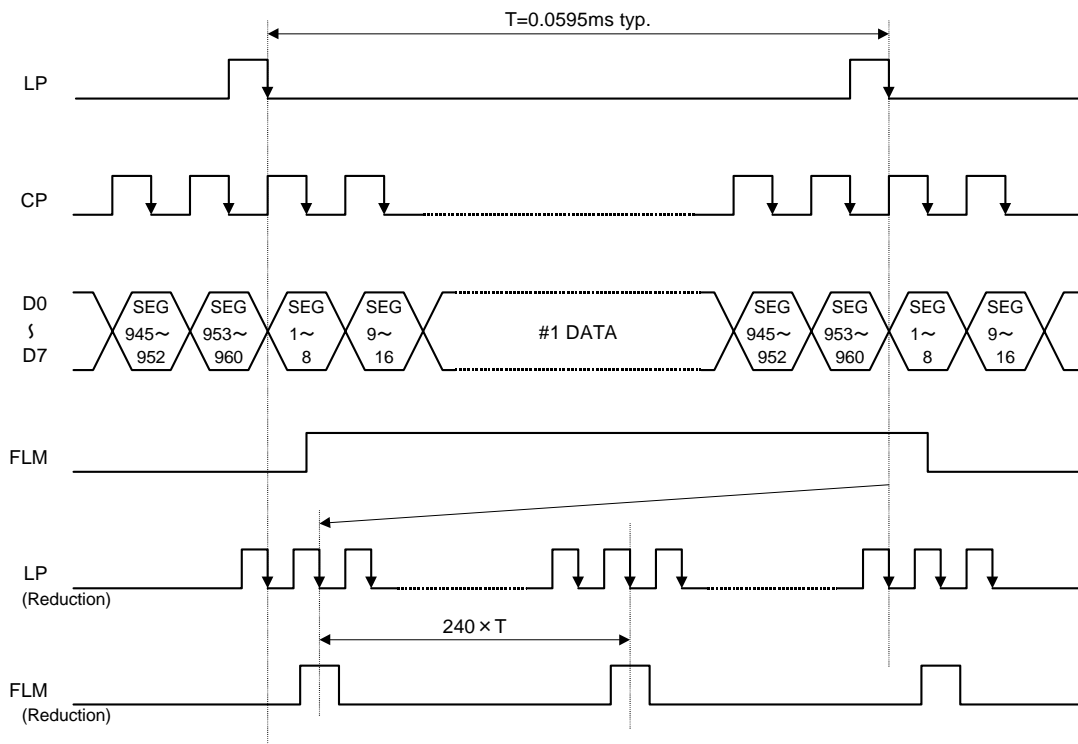 T=0.0595ms typ.
LP
CP
D0
∫
D7
SEG
945～
952
SEG
953～
960
SEG
1～
8
SEG
9～
16
#1 DATA
SEG
945～
952
SEG
953～
960
SEG
1～
8
SEG
9～
16
FLM
LP
(Reduction)
240×T
FLM
(Reduction)